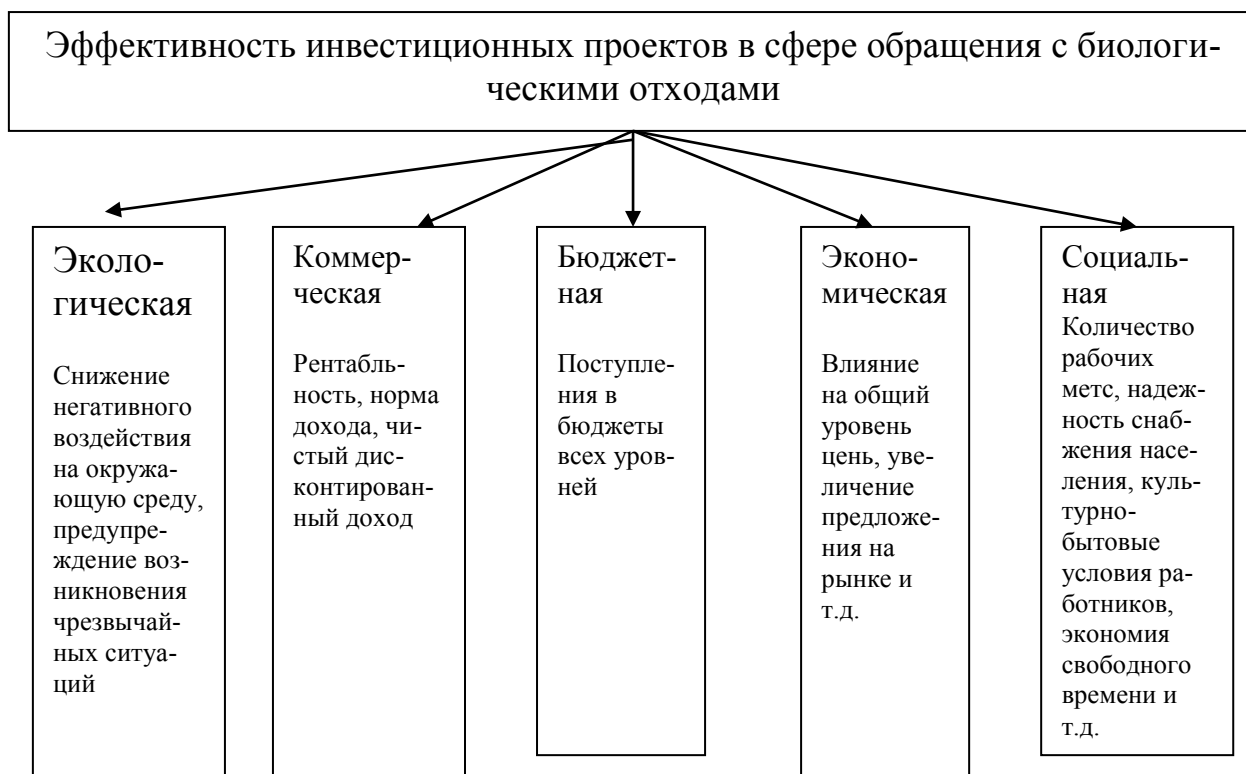 Эффективность инвестиционных проектов в сфере обращения с биологи-
ческими отходами
Эколо-
гическая
Снижение
негативного
воздействия
на окружа-
ющую среду,
предупре-
ждение воз-
никновения
чрезвычай-
ных ситуа-
ций
Коммер-
ческая
Рентабль-
ность, норма
дохода, чи-
стый дис-
контирован-
ный доход
Бюджет-
ная
Поступле-
ния в
бюджеты
всех уров-
ней
Эконо-
мическая
Влияние
на общий
уровень
цень, уве-
личение
предложе-
ния на
рынке и
т.д.
Социаль-
ная
Количество
рабочих
метс, надеж-
ность снаб-
жения насе-
ления, куль-
турно-
бытовые
условия ра-
ботников,
экономия
свободного
времени и
т.д.